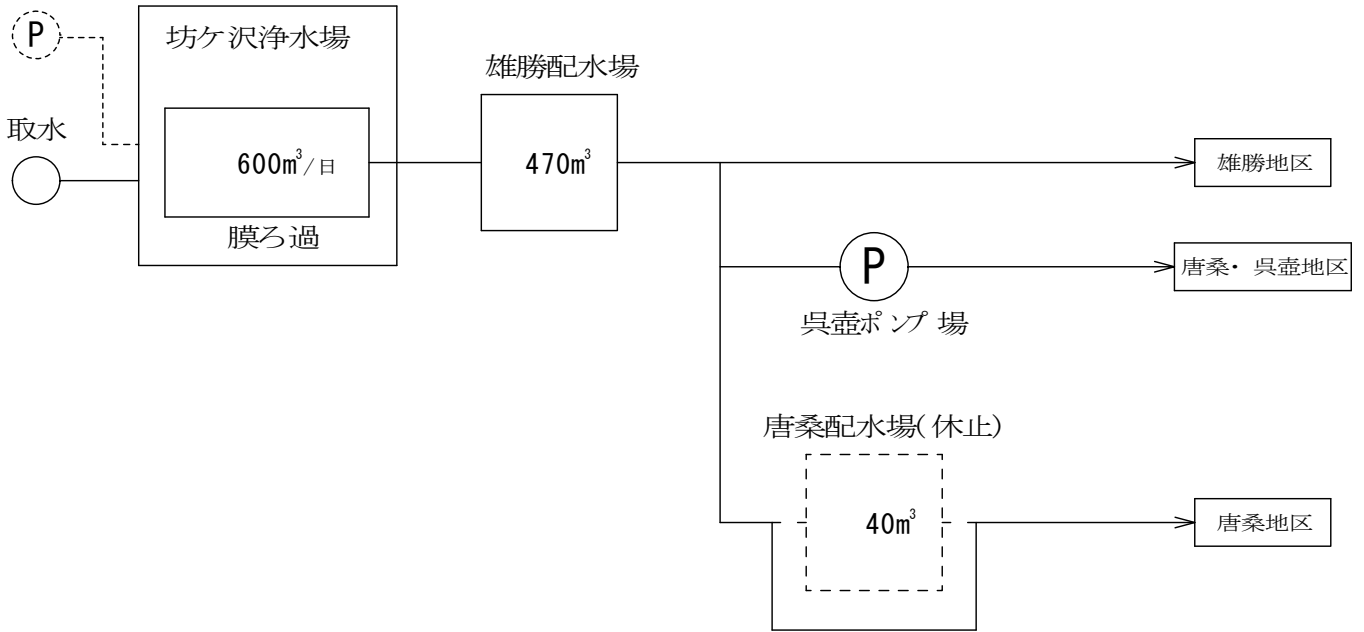 P
坊ケ沢浄水場
雄勝配水場
取水
600m³/日
470m³
雄勝地区
膜ろ過
P
唐桑・呉壺地区
呉壺ポンプ場
唐桑配水場(休止)
40m³
唐桑地区